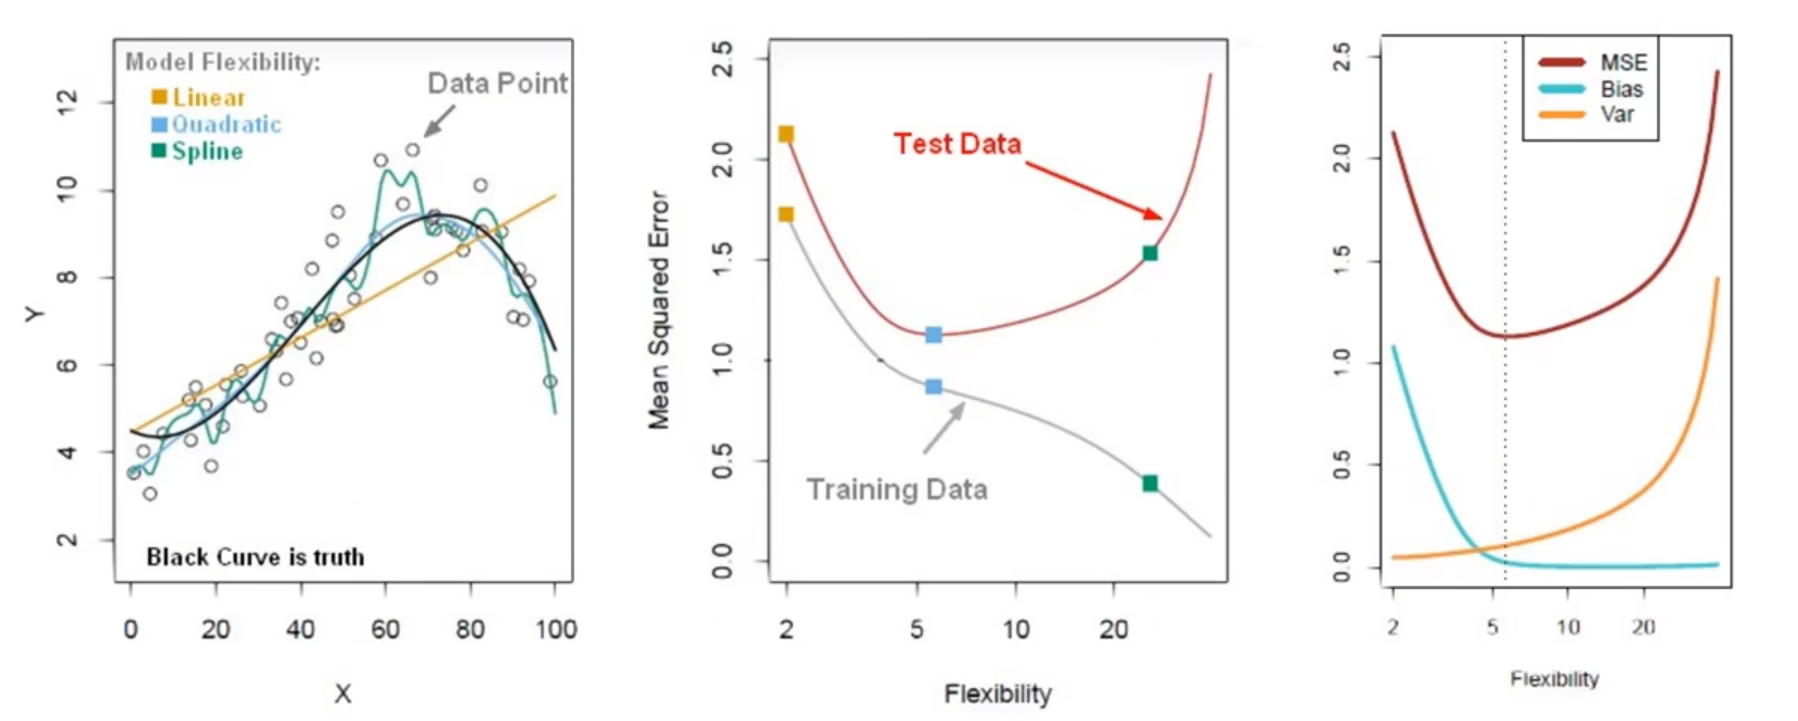 Model Flexibility:
Linear
Quadratic
Spline
Data Point
12
10
8
6
4
2
Y
Black Curve is truth
0 20 40 60 80 100
X
2.5
2.0
1.5
1.0
0.5
0.0
Mean Squared Error
Test Data
Training Data
2 5 10 20
Flexibility
2.5
2.0
1.5
1.0
0.5
0.0
MSE
Bias
Var
2 5 10 20
Flexibility